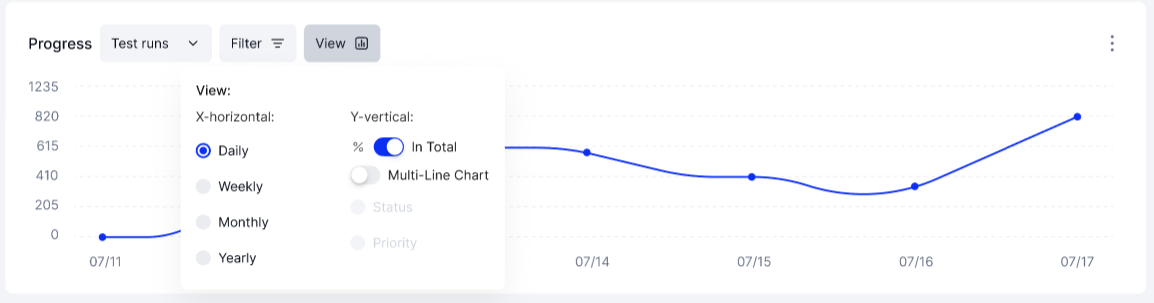 Progress Test runs Filter View
1235
820
615
410
205
0
View:
X-horizontal: Y-vertical:
Daily % In Total
Weekly Multi-Line Chart
Monthly Status
Yearly Priority
07/11 07/14 07/15 07/16 07/17